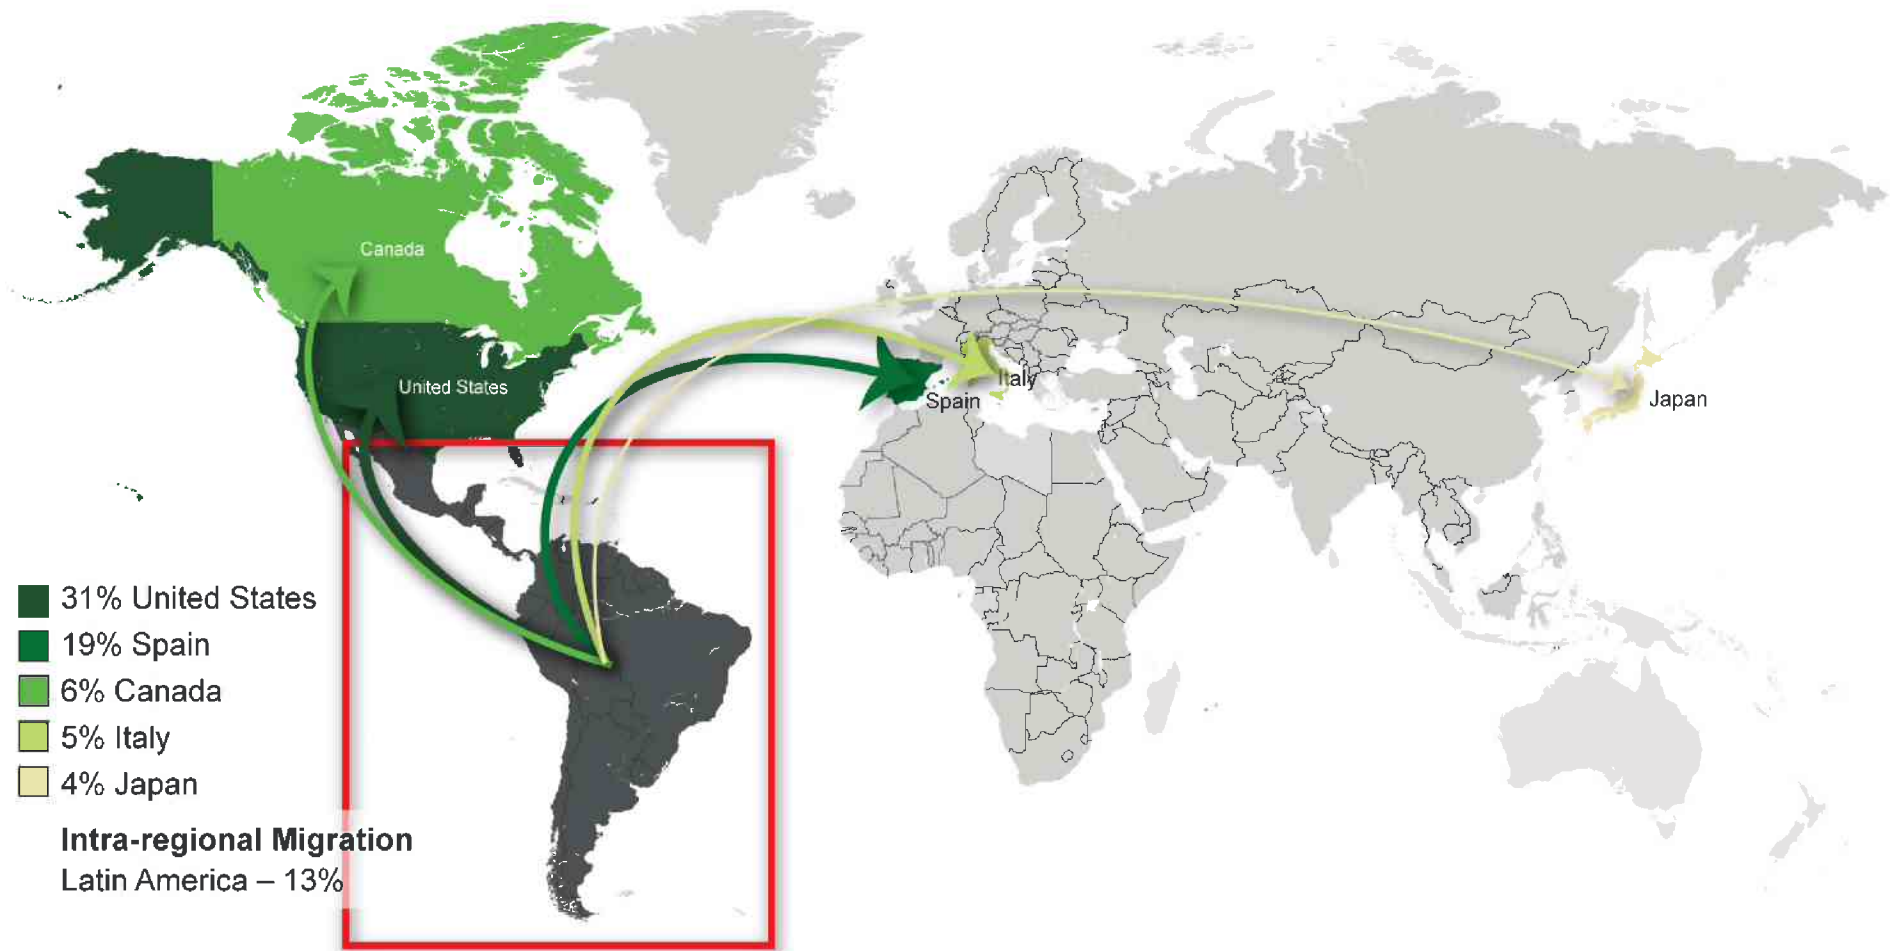 Canada
United States
Italy
Spain
Japan
31% United States
19% Spain
6% Canada
5% Italy
4% Japan
Intra-regional Migration
Latin America – 13%